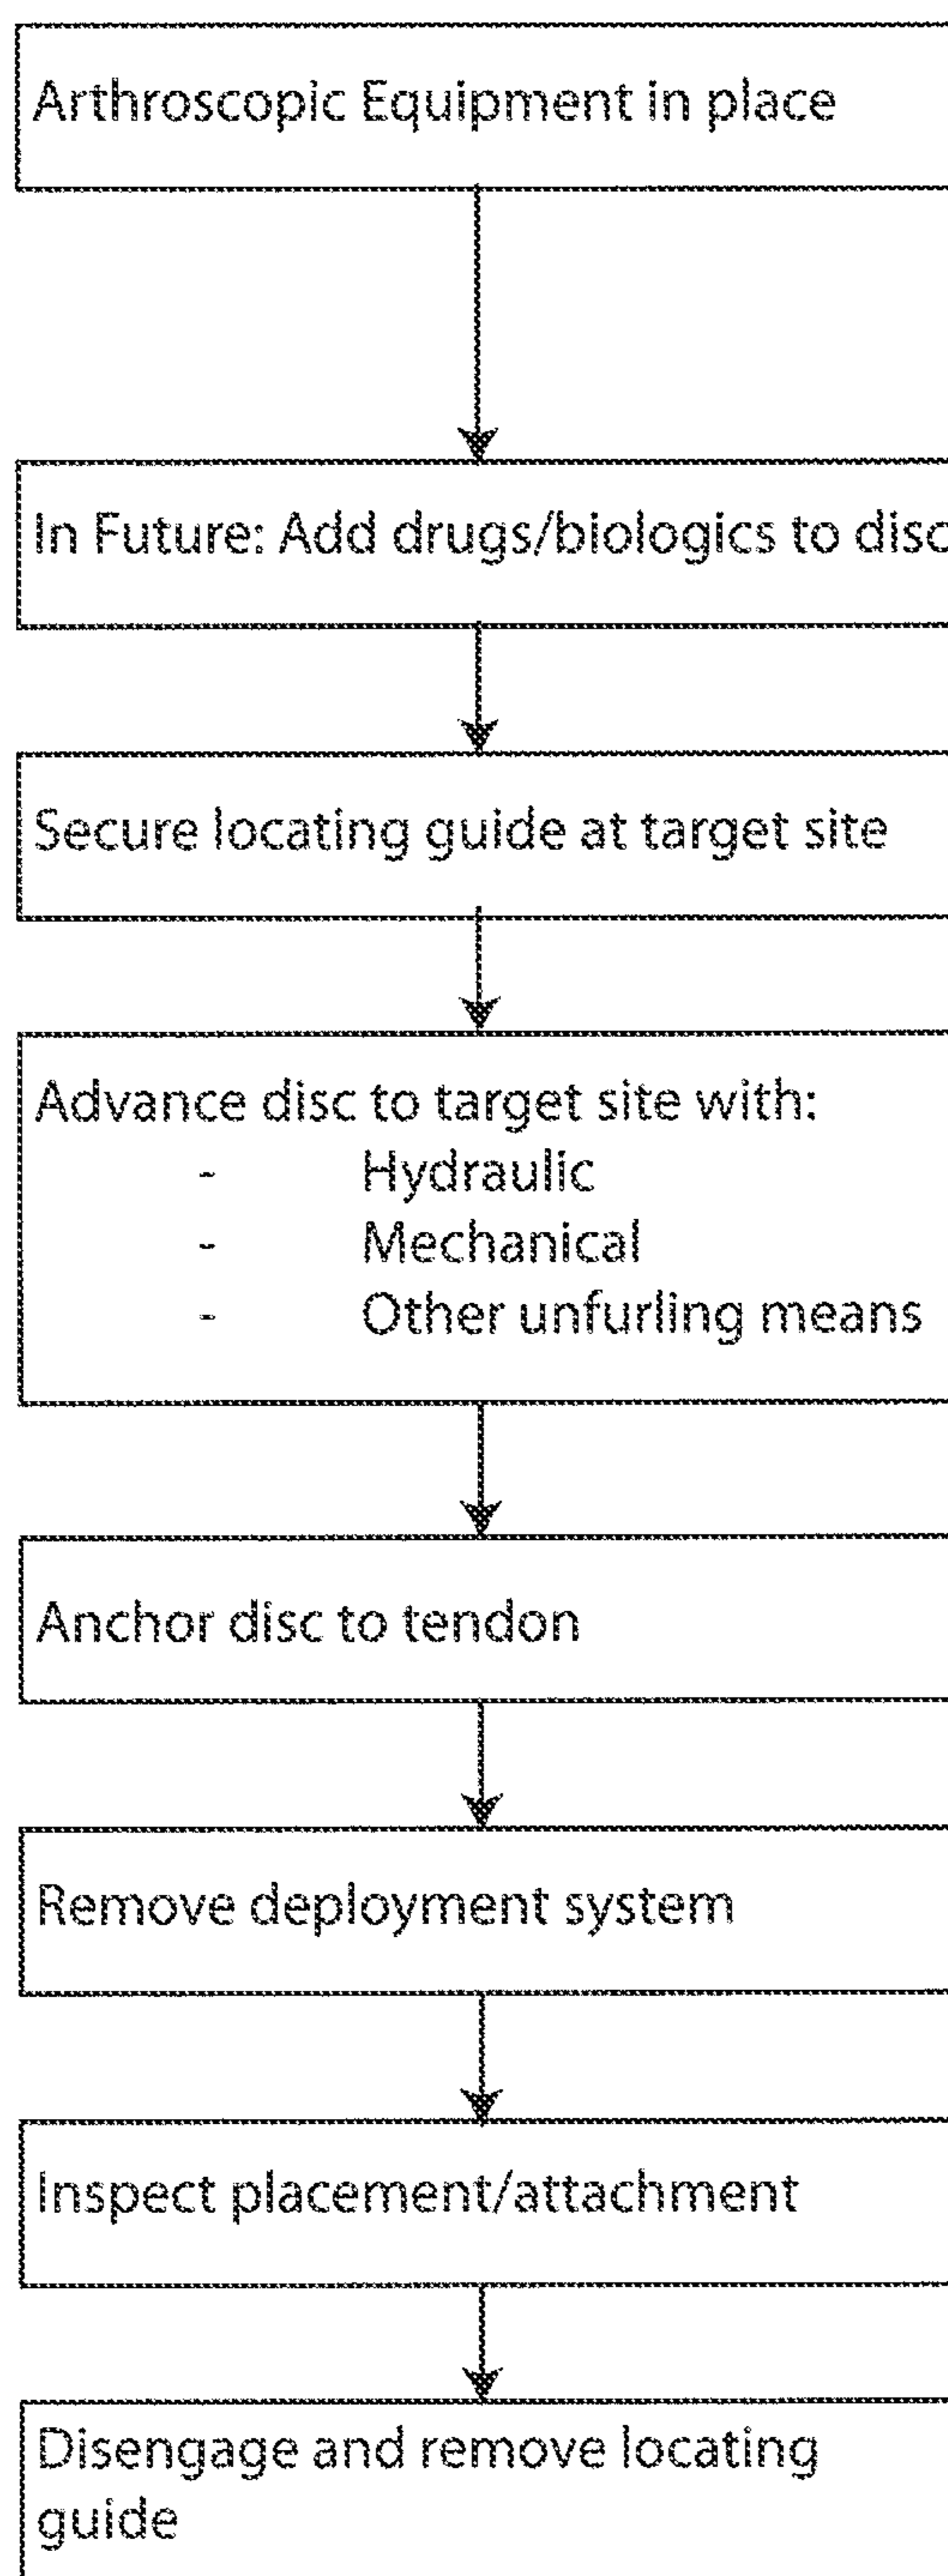 Arthroscopic Equipment in place
In Future: Add drugs/biologics to disc
Secure locating guide at target site
Advance disc to target site with:
- Hydraulic
- Mechanical
- Other unfurling means
Anchor disc to tendon
Remove deployment system
Inspect placement/attachment
Disengage and remove locating
guide